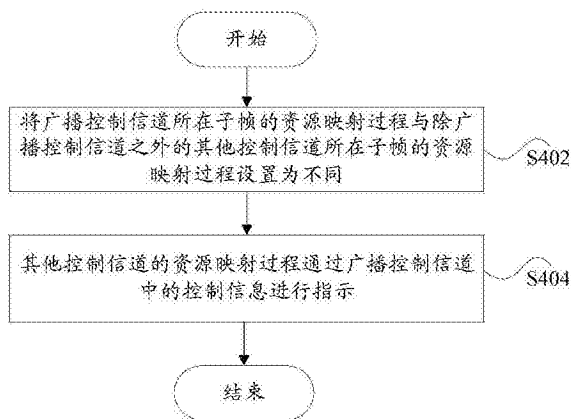 开始
将广播控制信道所在子帧的资源映射过程与除广
播控制信道之外的其他控制信道所在子帧的资源
映射过程设置为不同
S402
其他控制信道的资源映射过程通过广播控制信道
中的控制信息进行指示
S404
结束